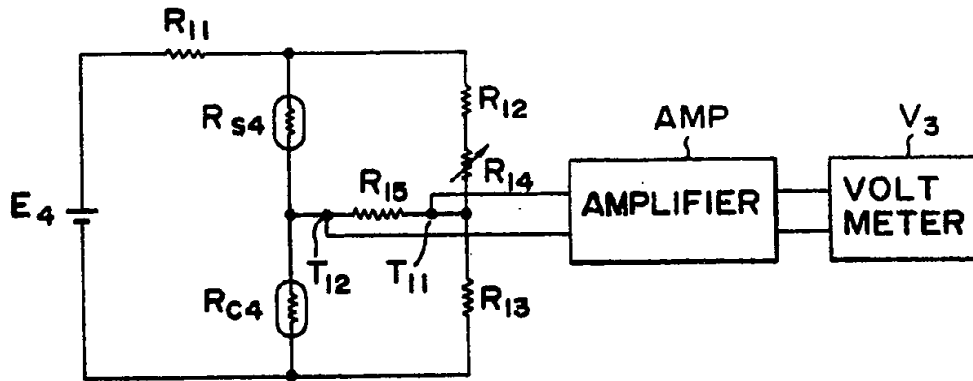 R11
RS4
R12
AMP
V3
R14
R15
E4
AMPLIFIER
VOLT
METER
T12
T11
RC4
R13